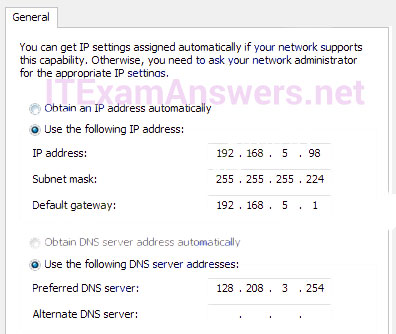 General
You can get IP settings assigned automatically if your network supports
this capability. Otherwise, you need to ask your network administrator
for the appropriate IP settings.
ITExamAnswers.net
Obtain an IP address automatically
Use the following IP address:
IP address: 192 . 168 . 5 . 98
Subnet mask: 255 . 255 . 255 . 224
Default gateway: 192 . 168 . 5 . 1
Obtain DNS server address automatically
Use the following DNS server addresses:
Preferred DNS server: 128 . 208 . 3 . 254
Alternate DNS server: . . .